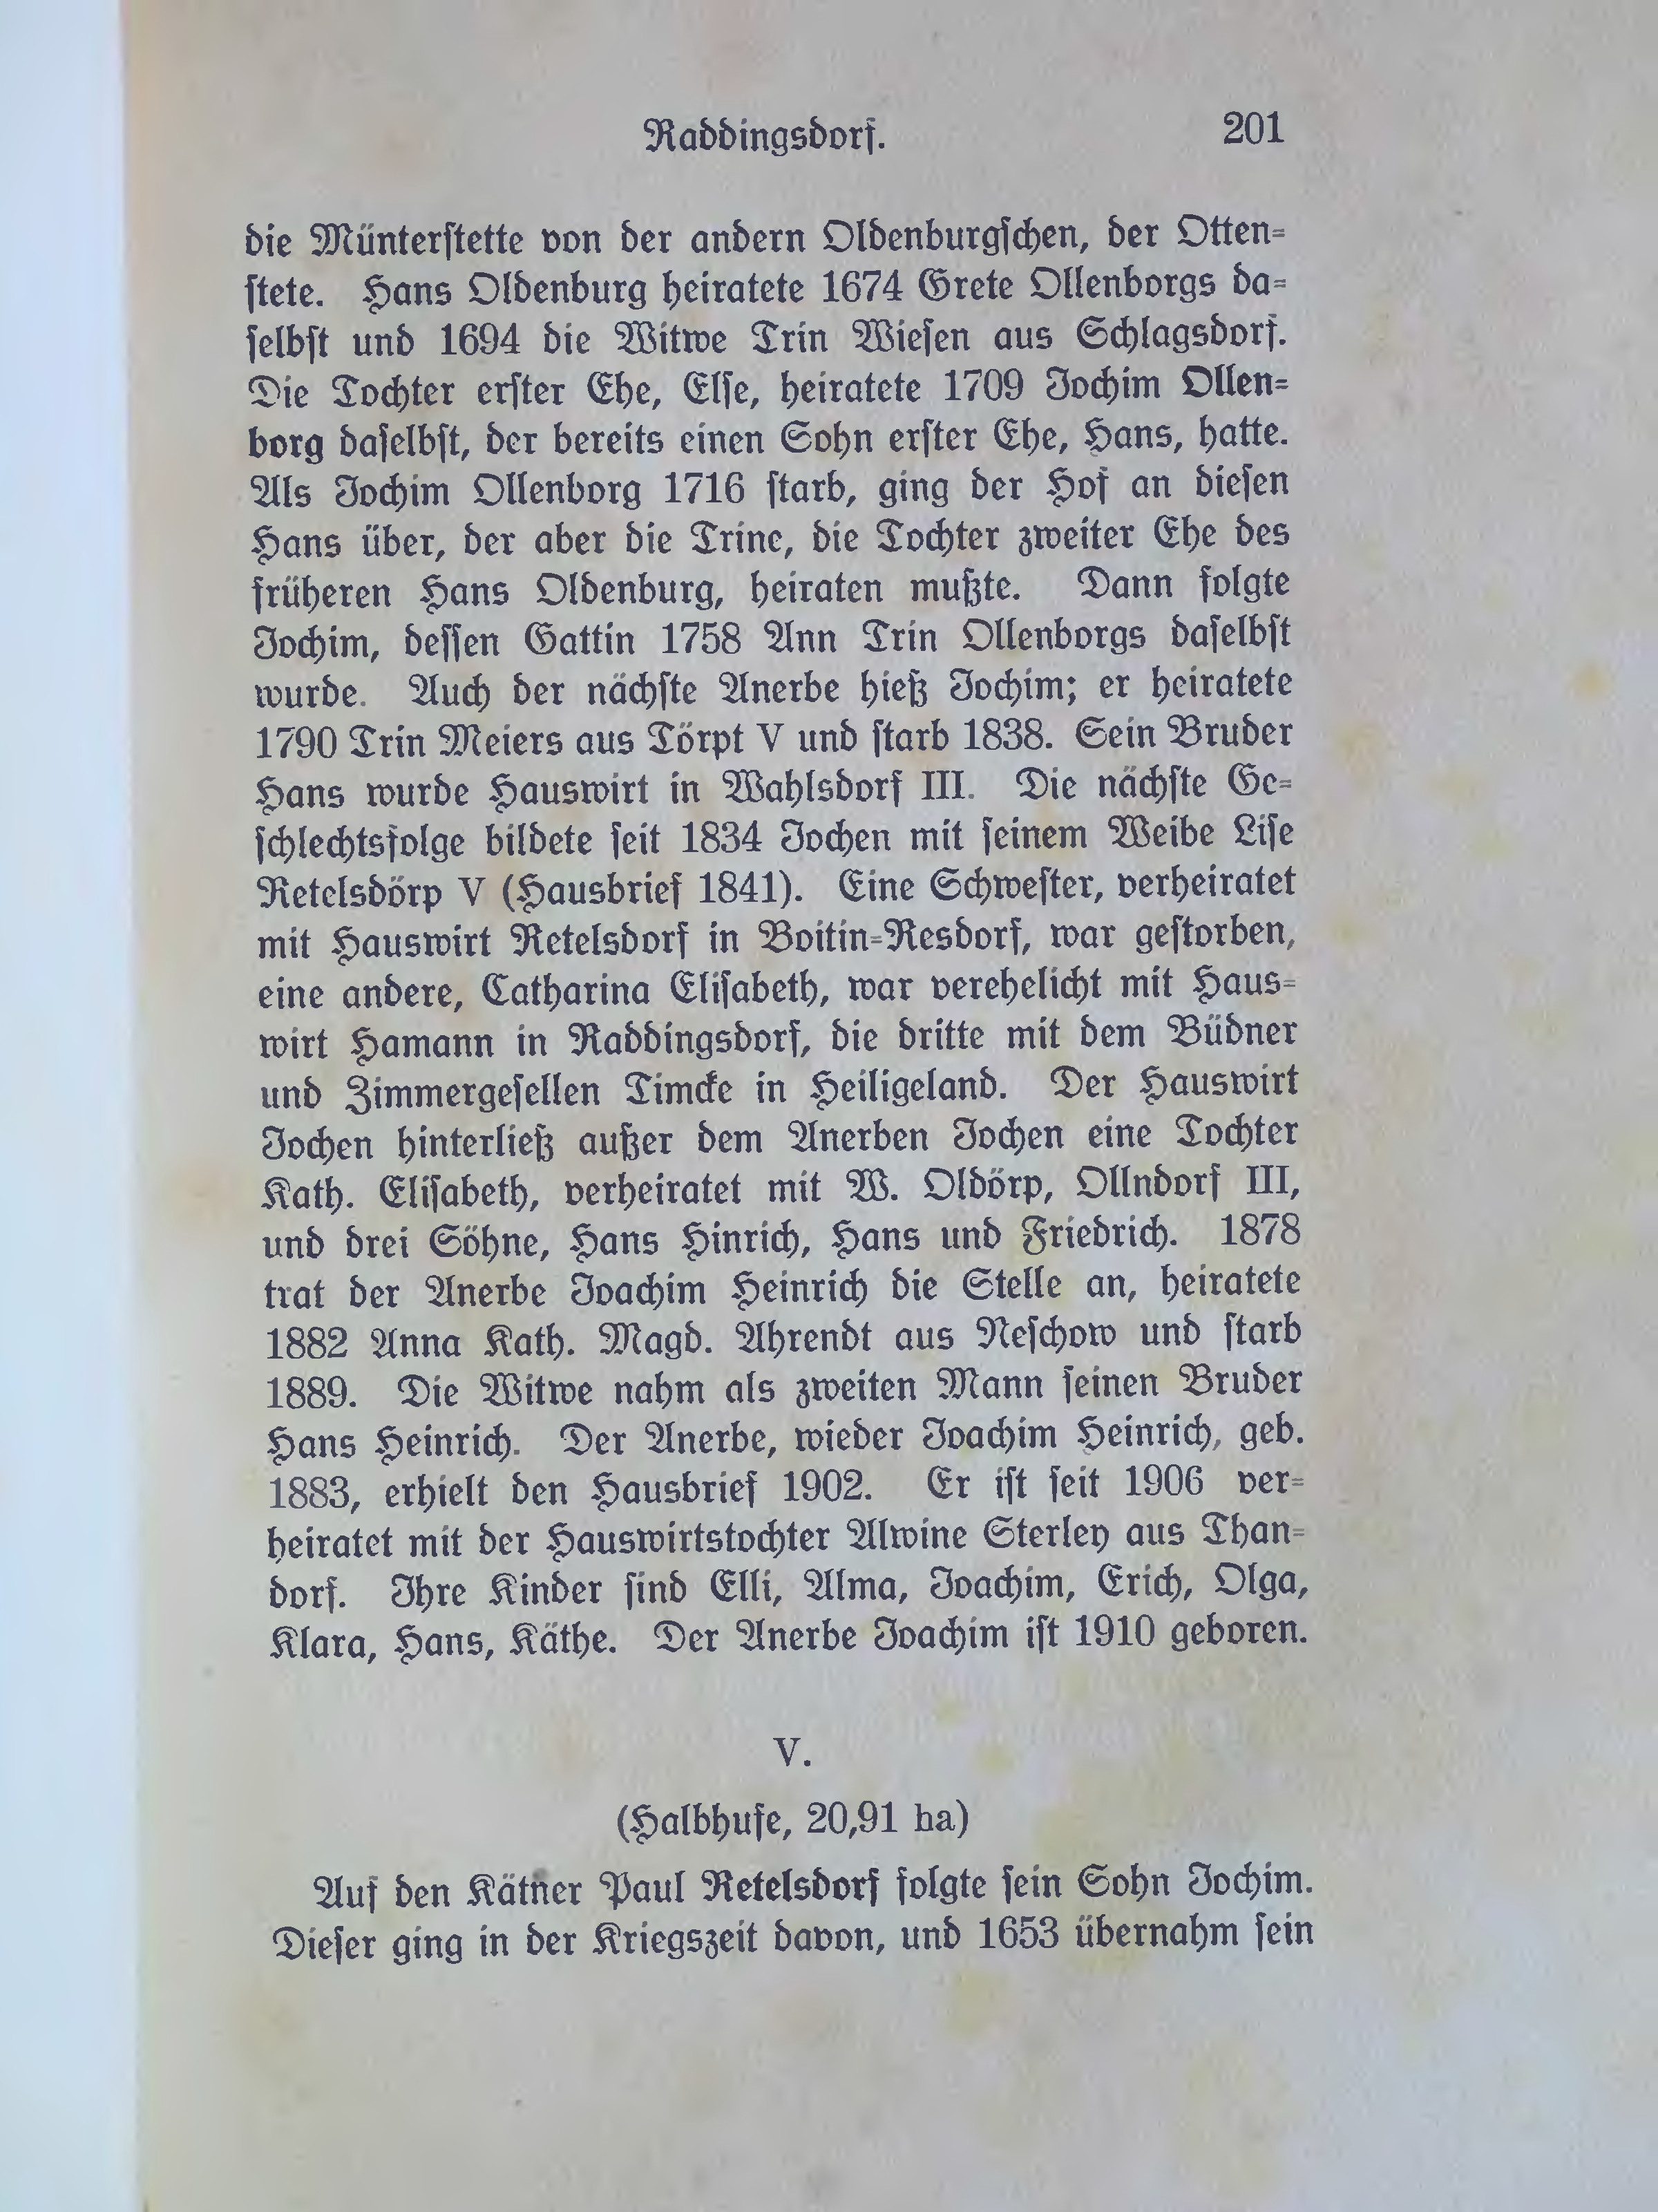 Raddingsdorf. 201
die Münterſtette von der andern Oldenburgſchen, der Otten=
ſtete. Hans Oldenburg heiratete 1674 Grete Ollenborgs da=
ſelbſt und 1694 die Witwe Trin Wieſen aus Schlagsdorf.
Die Tochter erſter Ehe, Elſe, heiratete 1709 Jochim Ollen=
borg daſelbſt, der bereits einen Sohn erſter Ehe, Hans, hatte.
Als Jochim Ollenborg 1716 ſtarb, ging der Hof an dieſen
Hans über, der aber die Trine, die Tochter zweiter Ehe des
früheren Hans Oldenburg, heiraten mußte. Dann folgte
Jochim, deſſen Gattin 1758 Ann Trin Ollenborgs daſelbſt
wurde. Auch der nächſte Anerbe hieß Jochim; er heiratete
1790 Trin Meiers aus Törpt V und ſtarb 1838. Sein Bruder
Hans wurde Hauswirt in Wahlsdorf III. Die nächſte Ge=
ſchlechtsfolge bildete ſeit 1834 Jochen mit ſeinem Weibe Liſe
Retelsdörp V (Hausbrief 1841). Eine Schweſter, verheiratet
mit Hauswirt Retelsdorf in Boitin=Resdorf, war geſtorben,
eine andere, Catharina Eliſabeth, war verehelicht mit Haus=
wirt Hamann in Raddingsdorf, die dritte mit dem Büdner
und Zimmergeſellen Timcke in Heiligeland. Der Hauswirt
Jochen hinterließ außer dem Anerben Jochen eine Tochter
Kath. Eliſabeth, verheiratet mit W. Oldörp, Ollndorf III,
und drei Söhne, Hans Hinrich, Hans und Friedrich. 1878
trat der Anerbe Joachim Heinrich die Stelle an, heiratete
1882 Anna Kath. Magd. Ahrendt aus Neſchow und ſtarb
1889. Die Witwe nahm als zweiten Mann ſeinen Bruder
Hans Heinrich. Der Anerbe, wieder Joachim Heinrich, geb.
1883, erhielt den Hausbrief 1902. Er iſt ſeit 1906 ver=
heiratet mit der Hauswirtstochter Alwine Sterley aus Than=
dorf. Ihre Kinder ſind Elli, Alma, Joachim, Erich, Olga,
Klara, Hans, Käthe. Der Anerbe Joachim iſt 1910 geboren.
V.
(Halbhufe, 20,91 ha)
Auf den Kätner Paul Retelsdorf folgte ſein Sohn Jochim.
Dieſer ging in der Kriegszeit davon, und 1653 übernahm ſein